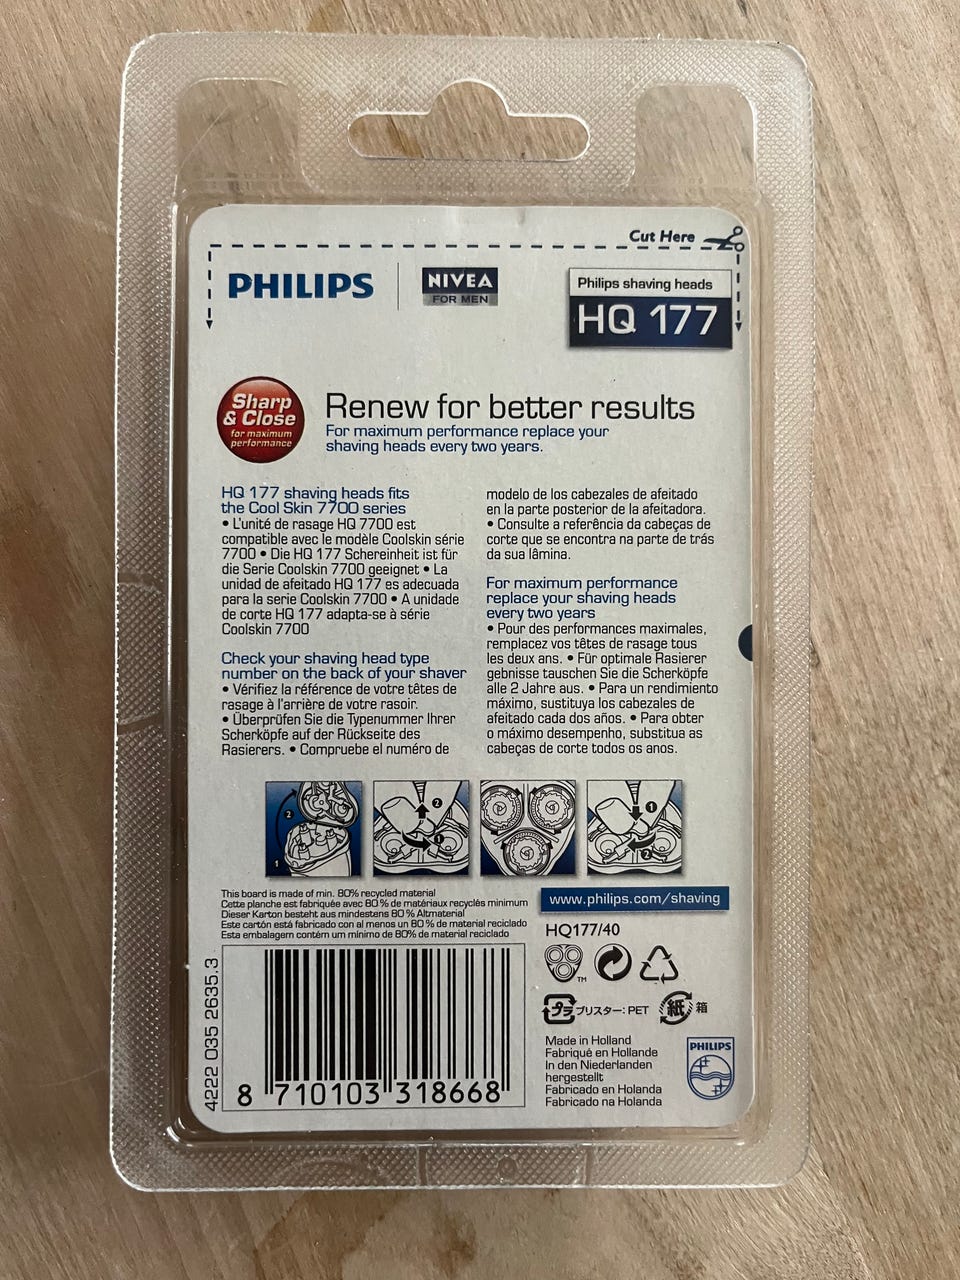 Cut Here
PHILIPS
NIVEA
FOR MEN
Philips shaving heads
HQ 177
Sharp
& Close
for maximum
performance
Renew for better results
For maximum performance replace your
shaving heads every two years.
HQ 177 shaving heads fits
the Cool Skin 7700 series
• L'unité de rasage HQ 7700 est
compatible avec le modèle Coolskin série
7700 • Die HQ 177 Schereinheit ist für
die Serie Coolskin 7700 geeignet • La
unidad de afeitado HQ 177 es adecuada
para la serie Coolskin 7700 • A unidade
de corte HQ 177 adapta-se à série
Coolskin 7700
Check your shaving head type
number on the back of your shaver
• Vérifiez la référence de votre têtes de
rasage à l'arrière de votre rasoir.
• Überprüfen Sie die Typenummer Ihrer
Scherköpfe auf der Rückseite des
Rasierers. • Compruebe el numéro de
modelo de los cabezales de afeitado
en la parte posterior de la afeitadora.
• Consulte a referência da cabeças de
corte que se encontra na parte de trás
da sua lâmina.
For maximum performance
replace your shaving heads
every two years
• Pour des performances maximales,
remplacez vos têtes de rasage tous
les deux ans. • Für optimale Rasierer
gebnisse tauschen Sie die Scherköpfe
alle 2 Jahre aus. • Para un rendimiento
máximo, sustituya los cabezales de
afeitado cada dos años. • Para obter
o máximo desempenho, substitua as
cabeças de corte todos os anos.
1 2
2 1
1 2
This board is made of min. 80% recycled material
Cette planche est fabriquée avec 80 % de matériaux recyclés minimum
Dieser Karton besteht aus mindestens 80 % Altmaterial
Este cartón está fabricado con al menos un 80 % de material reciclado
Esta embalagem contém um mínimo de 80% de material reciclado
www.philips.com/shaving
HQ177/40
TM
プラ ブリスター: PET 紙 箱
4222 035 2635.3
8 710103 318668
Made in Holland
Fabriqué en Hollande
In den Niederlanden
hergestellt
Fabricado en Holanda
Fabricado na Holanda
PHILIPS